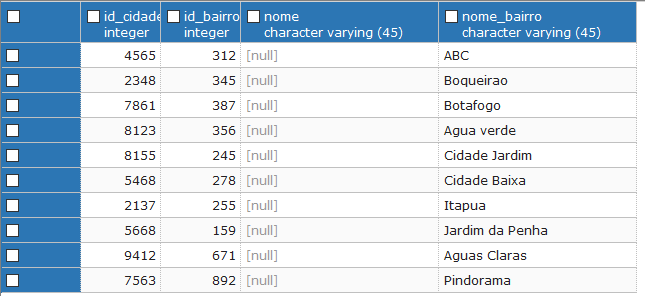 id_cidade id_bairro nome nome_bairro
integer integer character varying (45) character varying (45)
4565 312 [null] ABC
2348 345 [null] Boqueirao
7861 387 [null] Botafogo
8123 356 [null] Agua verde
8155 245 [null] Cidade Jardim
5468 278 [null] Cidade Baixa
2137 255 [null] Itapua
5668 159 [null] Jardim da Penha
9412 671 [null] Aguas Claras
7563 892 [null] Pindorama